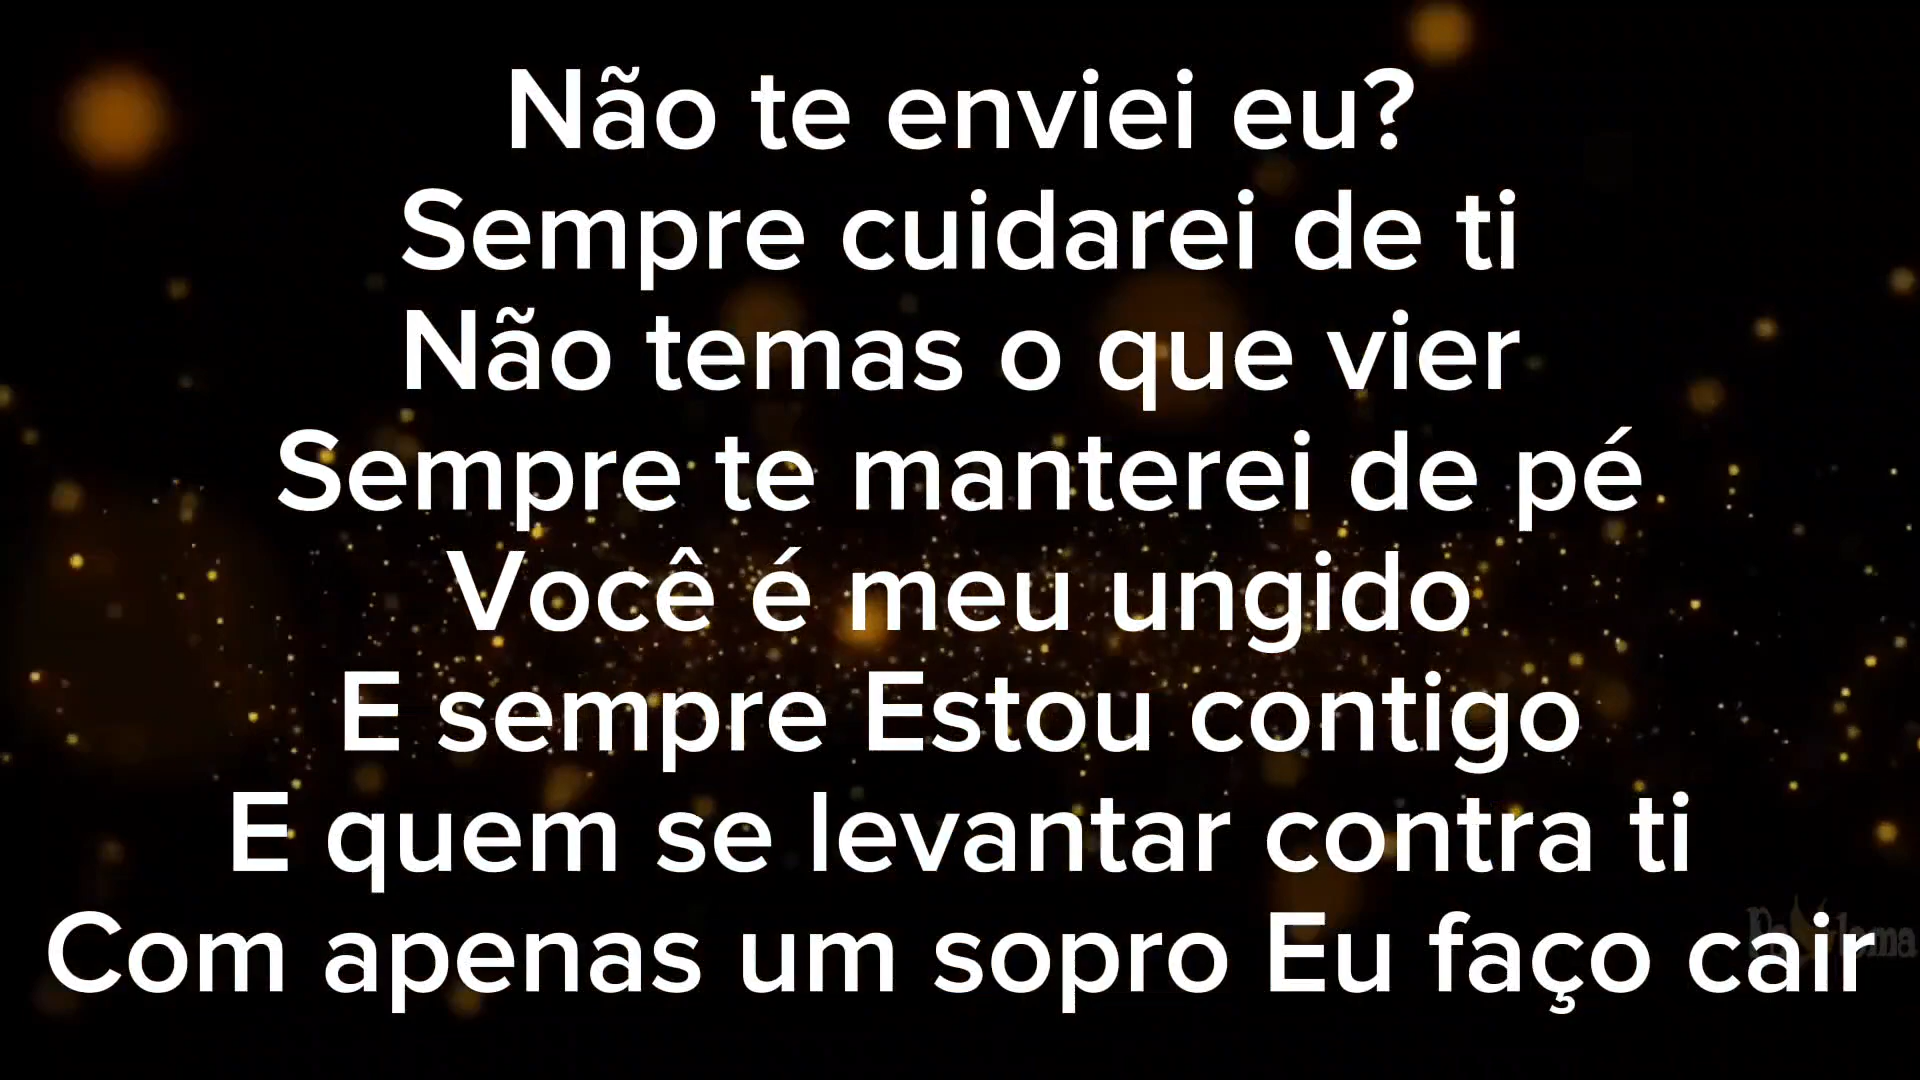 Não te enviei eu?
Sempre cuidarei de ti
Não temas o que vier
Sempre te manterei de pé
Você é meu ungido
E sempre Estou contigo
E quem se levantar contra ti
Com apenas um sopro Eu faço cair